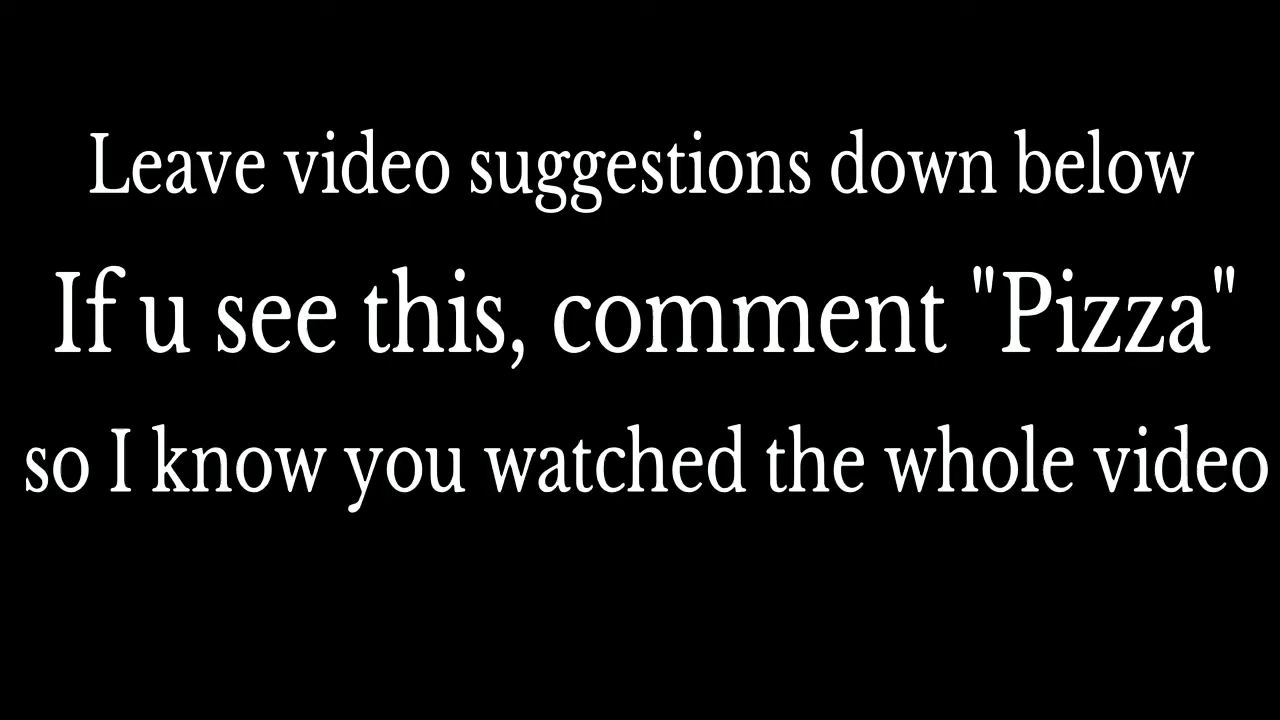 Leave video suggestions down below
If u see this, comment "Pizza"
so I know you watched the whole video